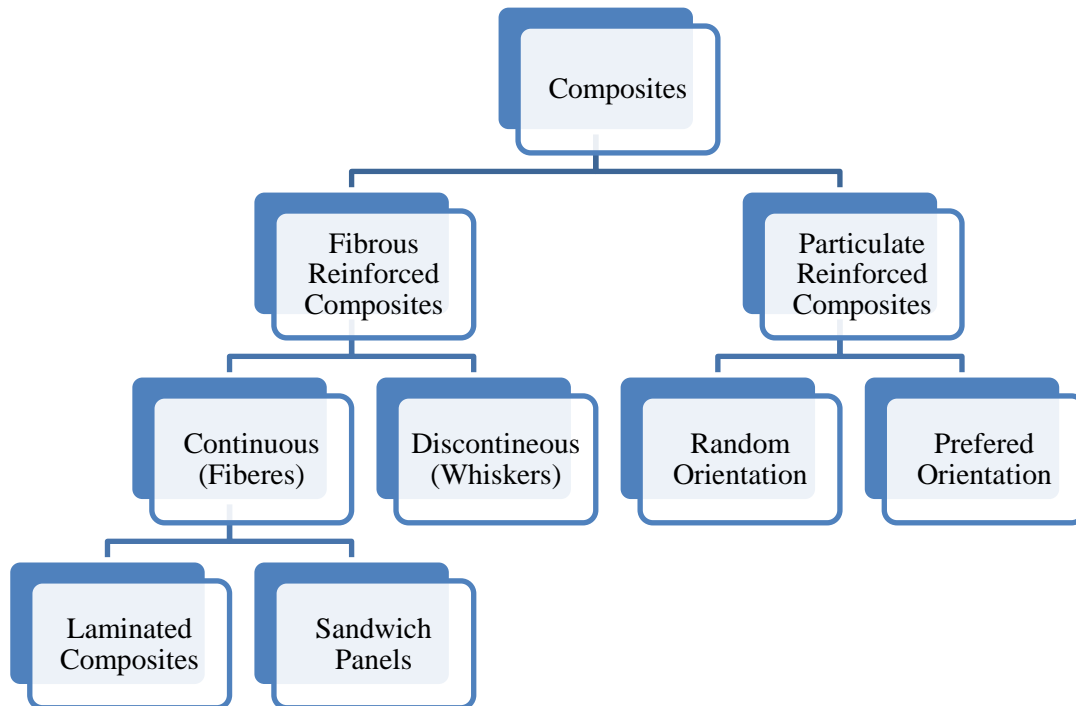 Composites
Fibrous
Reinforced
Composites
Particulate
Reinforced
Composites
Continuous
(Fiberes)
Discontineous
(Whiskers)
Random
Orientation
Prefered
Orientation
Laminated
Composites
Sandwich
Panels